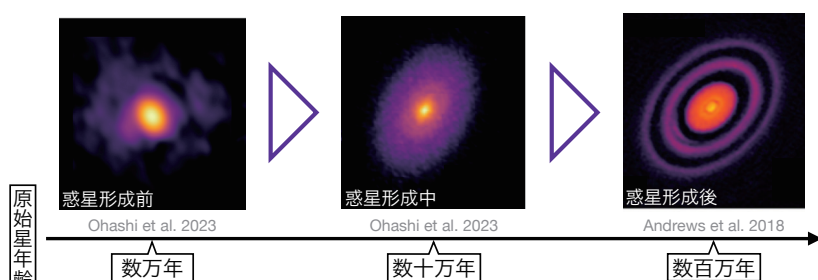 惑星形成前
惑星形成中
惑星形成後
Ohashi et al. 2023
Ohashi et al. 2023
Andrews et al. 2018
原始星年齢
数万年
数十万年
数百万年